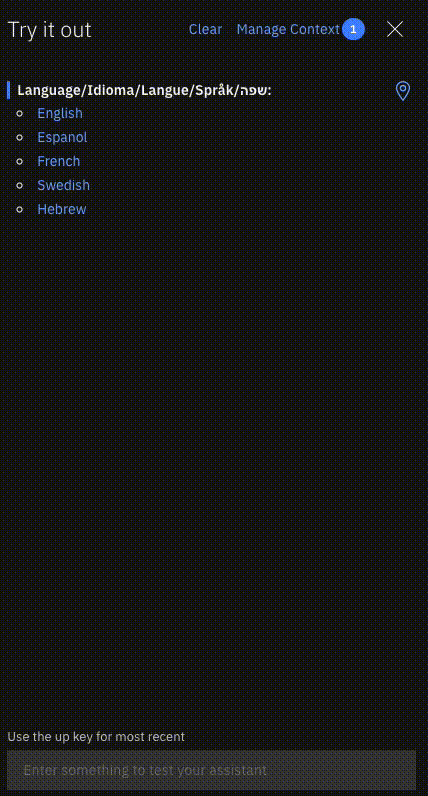 Try it out Clear Manage Context 1
Language/Idioma/Langue/Språk/שפה:
English
Espanol
French
Swedish
Hebrew
Use the up key for most recent
Enter something to test your assistant